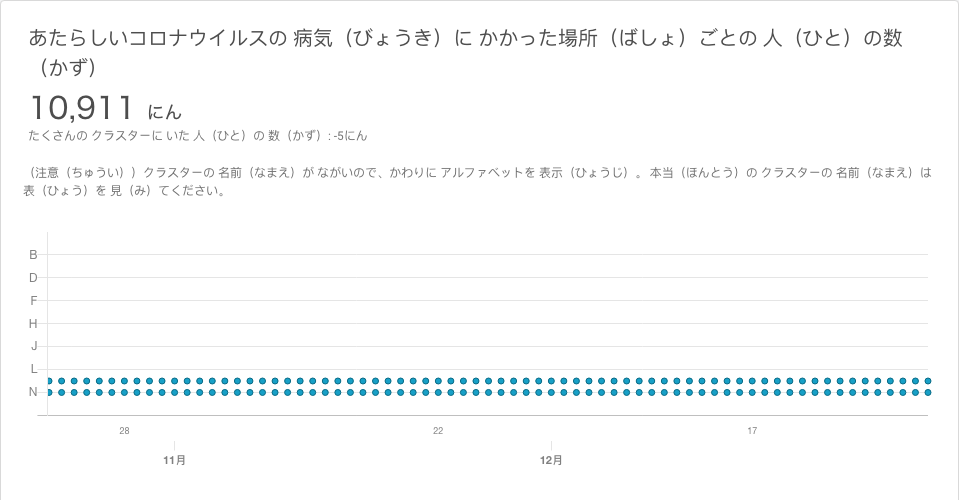 あたらしいコロナウイルスの 病気（びょうき）に かかった場所（ばしょ）ごとの 人（ひと）の数
（かず）
10,911 にん
たくさんの クラスターに いた 人（ひと）の 数（かず）: -5にん
（注意（ちゅうい））クラスターの 名前（なまえ）が ながいので、かわりに アルファベットを 表示（ひょうじ）。本当（ほんとう）の クラスターの 名前（なまえ）は
表（ひょう）を 見（み）てください。
B
D
F
H
J
L
N
28 22 17
11月 12月